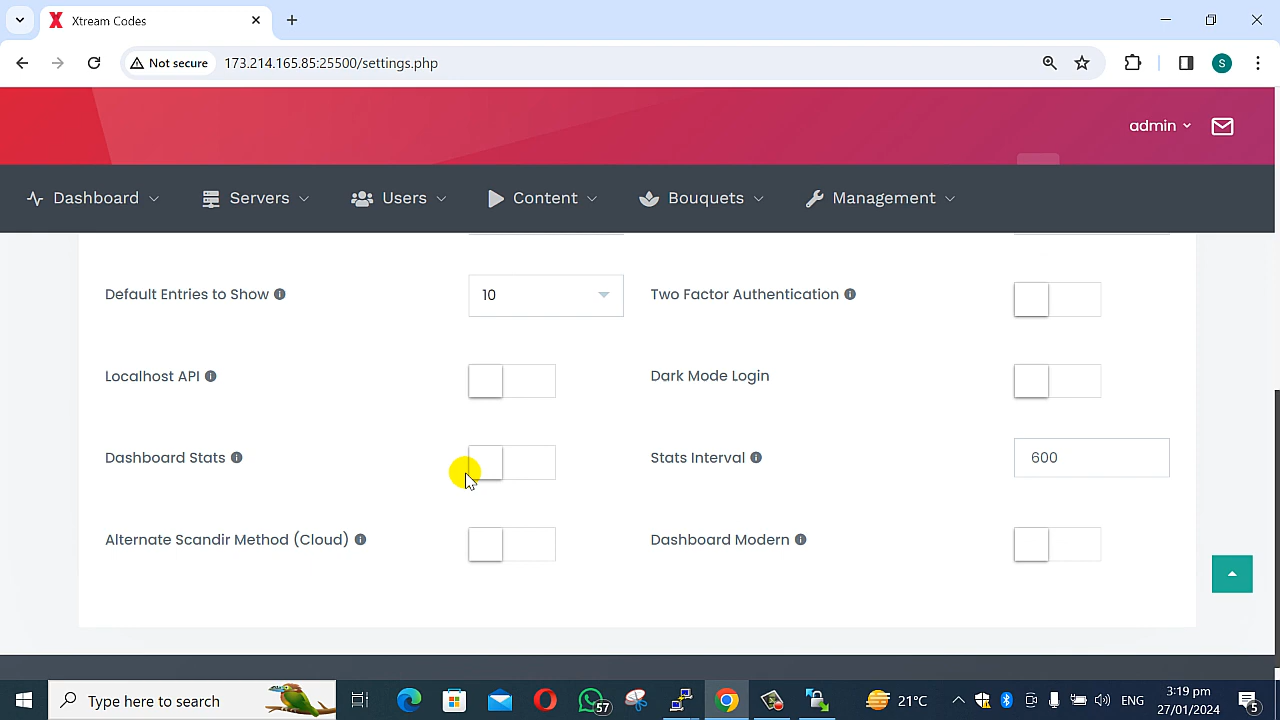 Xtream Codes
Not secure
173.214.165.85:25500/settings.php
S
admin
Dashboard
Servers
Users
Content
Bouquets
Management
Default Entries to Show
10
Two Factor Authentication
Localhost API
Dark Mode Login
Dashboard Stats
Stats Interval
600
Alternate Scandir Method (Cloud)
Dashboard Modern
Type here to search
57
21°C
ENG
3:19 pm
27/01/2024
5